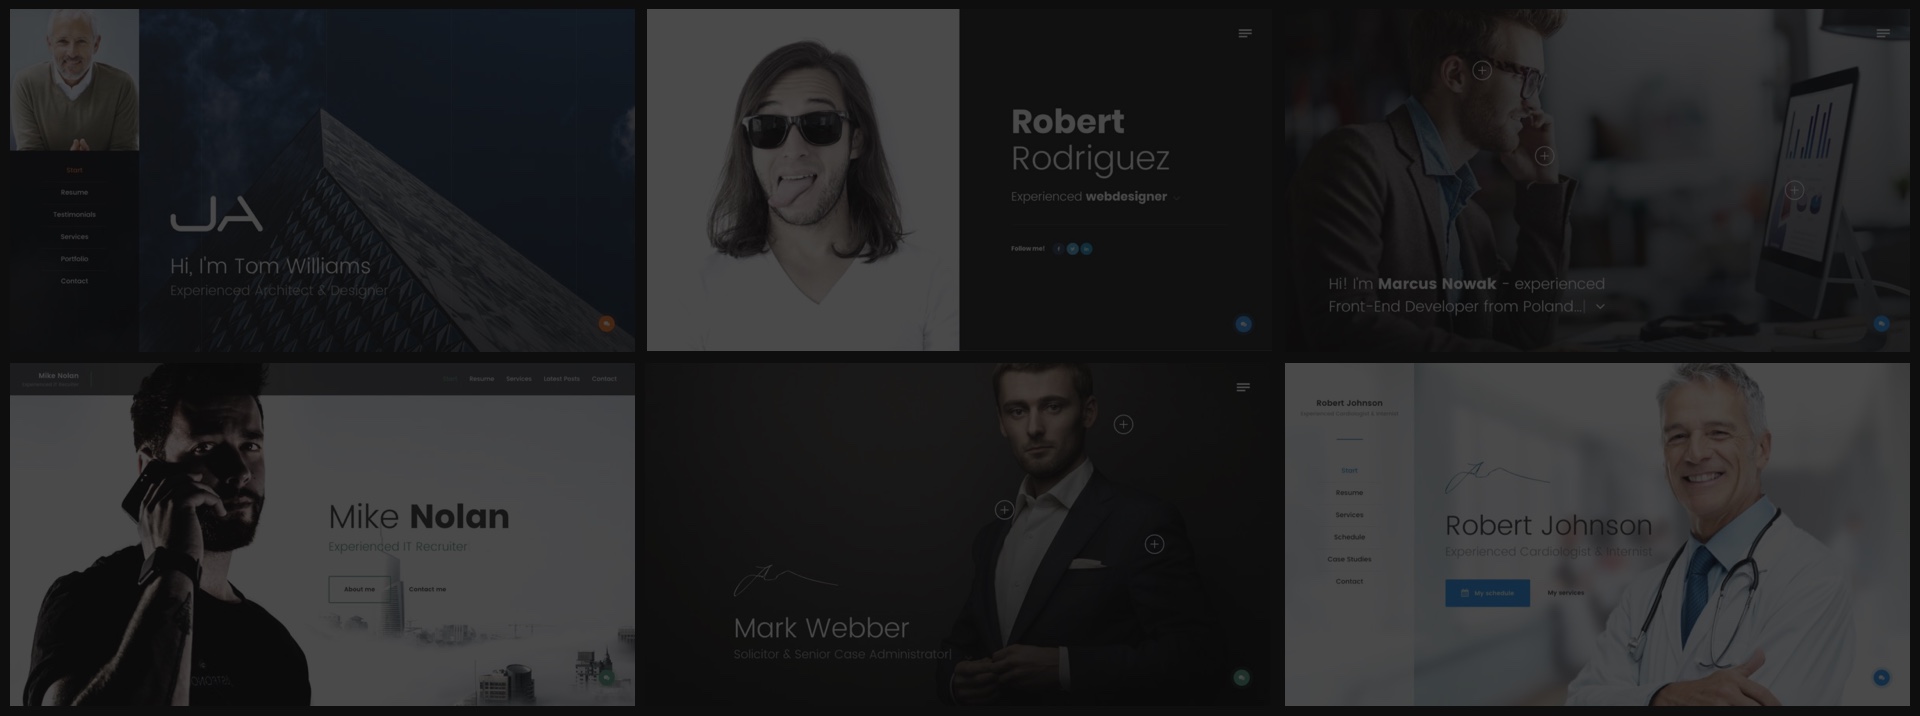 Start
Resume
Testimonials
Services
Portfolio
Contact
JA
Hi, I'm Tom Williams
Experienced Architect & Designer
Robert
Rodriguez
Experienced webdesigner
Follow me!
Hi! I'm Marcus Nowak - experienced
Front-End Developer from Poland...|
Mike Nolan
Experienced IT Recruiter
Start Resume Services Latest Posts Contact
Mike Nolan
Experienced IT Recruiter
About me Contact me
Mark Webber
Solicitor & Senior Case Administrator|
Robert Johnson
Experienced Cardiologist & Internist
Start
Resume
Services
Schedule
Case Studies
Contact
Robert Johnson
Experienced Cardiologist & Internist
My schedule My services